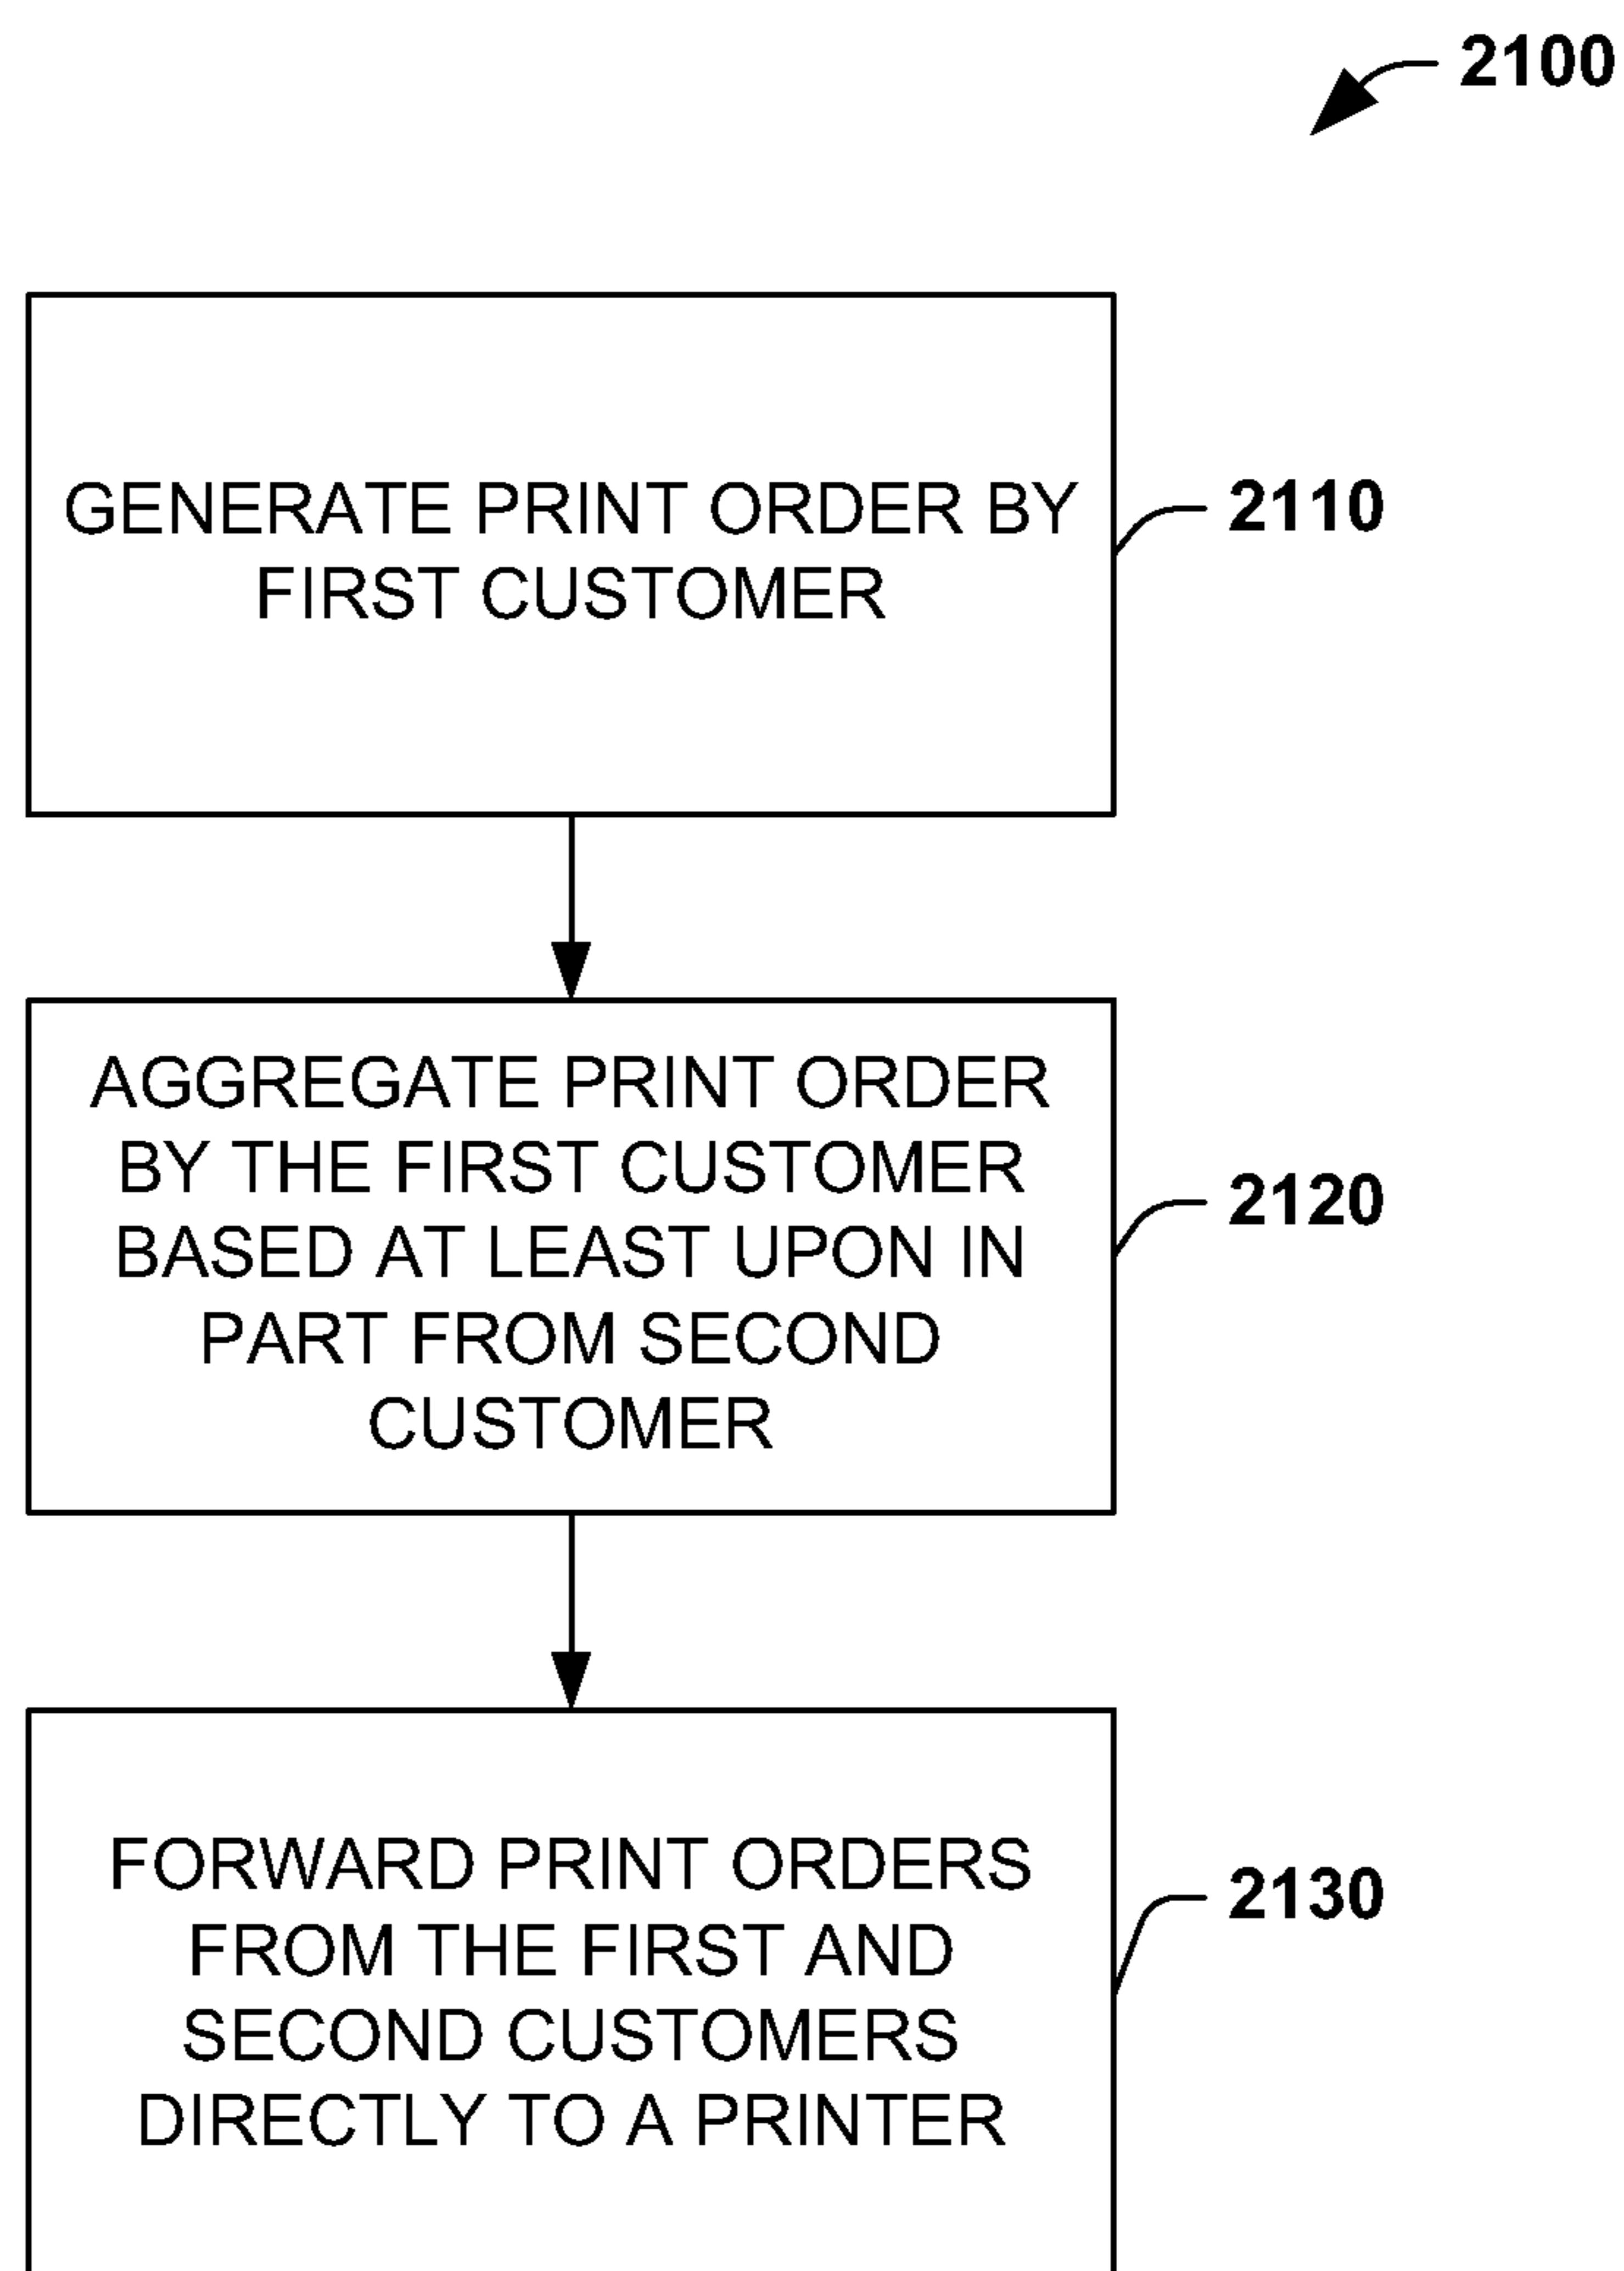 2100
GENERATE PRINT ORDER BY
FIRST CUSTOMER
2110
AGGREGATE PRINT ORDER
BY THE FIRST CUSTOMER
BASED AT LEAST UPON IN
PART FROM SECOND
CUSTOMER
2120
FORWARD PRINT ORDERS
FROM THE FIRST AND
SECOND CUSTOMERS
DIRECTLY TO A PRINTER
2130